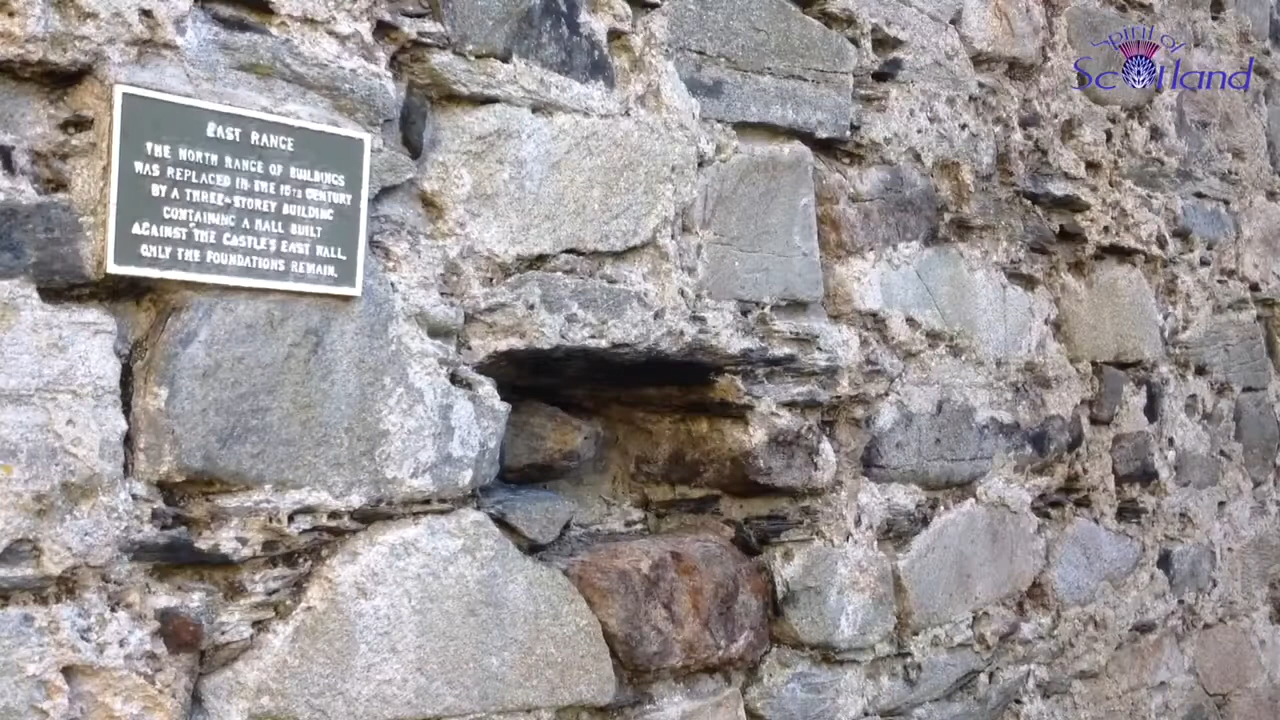 EAST RANGE
THE NORTH RANGE OF BUILDINGS
WAS REPLACED IN THE 16TH CENTURY
BY A THREE-STOREY BUILDING
CONTAINING A HALL BUILT
AGAINST THE CASTLE'S EAST WALL.
ONLY THE FOUNDATIONS REMAIN.
Spirit of
Scotland